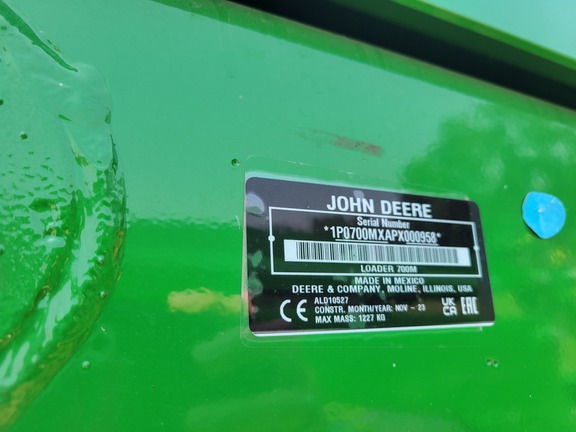 JOHN DEERE
Serial Number
*1P0700MXAPX000958*
LOADER 700M
MADE IN MEXICO
DEERE & COMPANY, MOLINE, ILLINOIS, USA
ALO10527
CONSTR. MONTH/YEAR: NOV - 23
MAX MASS: 1227 KG
CE
UK
CA
EAC